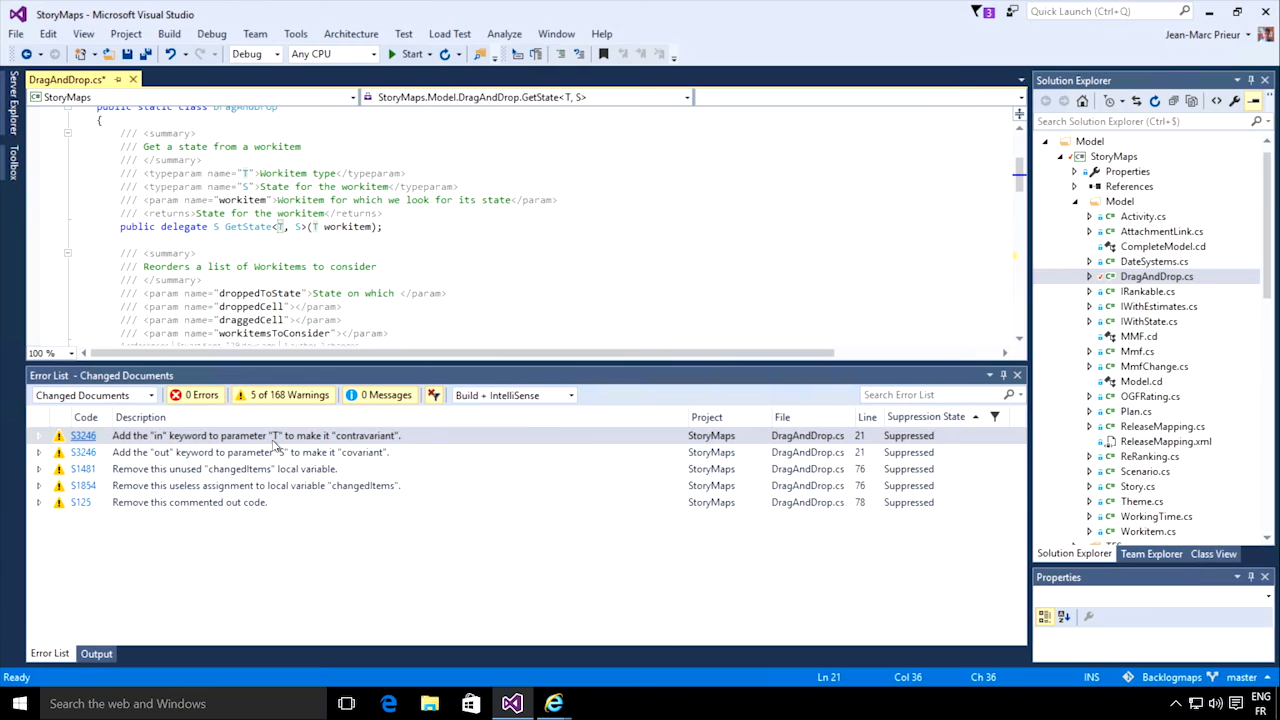 StoryMaps - Microsoft Visual Studio
3
Quick Launch (Ctrl+Q)
File Edit View Project Build Debug Team Tools Architecture Test Load Test Analyze Window Help
Jean-Marc Prieur
Debug Any CPU Start
Server Explorer
Toolbox
DragAndDrop.cs*
StoryMaps StoryMaps.Model.DragAndDrop.GetState<T, S>
public static class DragAndDrop
{
/// <summary>
/// Get a state from a workitem
/// </summary>
/// <typeparam name="T">Workitem type</typeparam>
/// <typeparam name="S">State for the workitem</typeparam>
/// <param name="workitem">Workitem for which we look for its state</param>
/// <returns>State for the workitem</returns>
public delegate S GetState<T, S>(T workitem);
/// <summary>
/// Reorders a list of Workitems to consider
/// </summary>
/// <param name="droppedToState">State on which </param>
/// <param name="droppedCell"></param>
/// <param name="draggedCell"></param>
/// <param name="workitemsToConsider"></param>
100 %
Error List - Changed Documents
Changed Documents 0 Errors 5 of 168 Warnings 0 Messages Build + IntelliSense Search Error List
Code Description Project File Line Suppression State
S3246 Add the "in" keyword to parameter "T" to make it "contravariant". StoryMaps DragAndDrop.cs 21 Suppressed
S3246 Add the "out" keyword to parameter "S" to make it "covariant". StoryMaps DragAndDrop.cs 21 Suppressed
S1481 Remove this unused "changedItems" local variable. StoryMaps DragAndDrop.cs 76 Suppressed
S1854 Remove this useless assignment to local variable "changedItems". StoryMaps DragAndDrop.cs 76 Suppressed
S125 Remove this commented out code. StoryMaps DragAndDrop.cs 78 Suppressed
Error List Output
Solution Explorer
Search Solution Explorer (Ctrl+$)
Model
StoryMaps
Properties
References
Model
Activity.cs
AttachmentLink.cs
CompleteModel.cd
DateSystems.cs
DragAndDrop.cs
IRankable.cs
IWithEstimates.cs
IWithState.cs
MMF.cd
Mmf.cs
MmfChange.cs
Model.cd
OGFRating.cs
Plan.cs
ReleaseMapping.cs
ReleaseMapping.xml
ReRanking.cs
Scenario.cs
Story.cs
Theme.cs
WorkingTime.cs
Workitem.cs
Solution Explorer Team Explorer Class View
Properties
Ready Ln 21 Col 36 Ch 36 INS Backlogmaps master
Search the web and Windows
ENG
FR